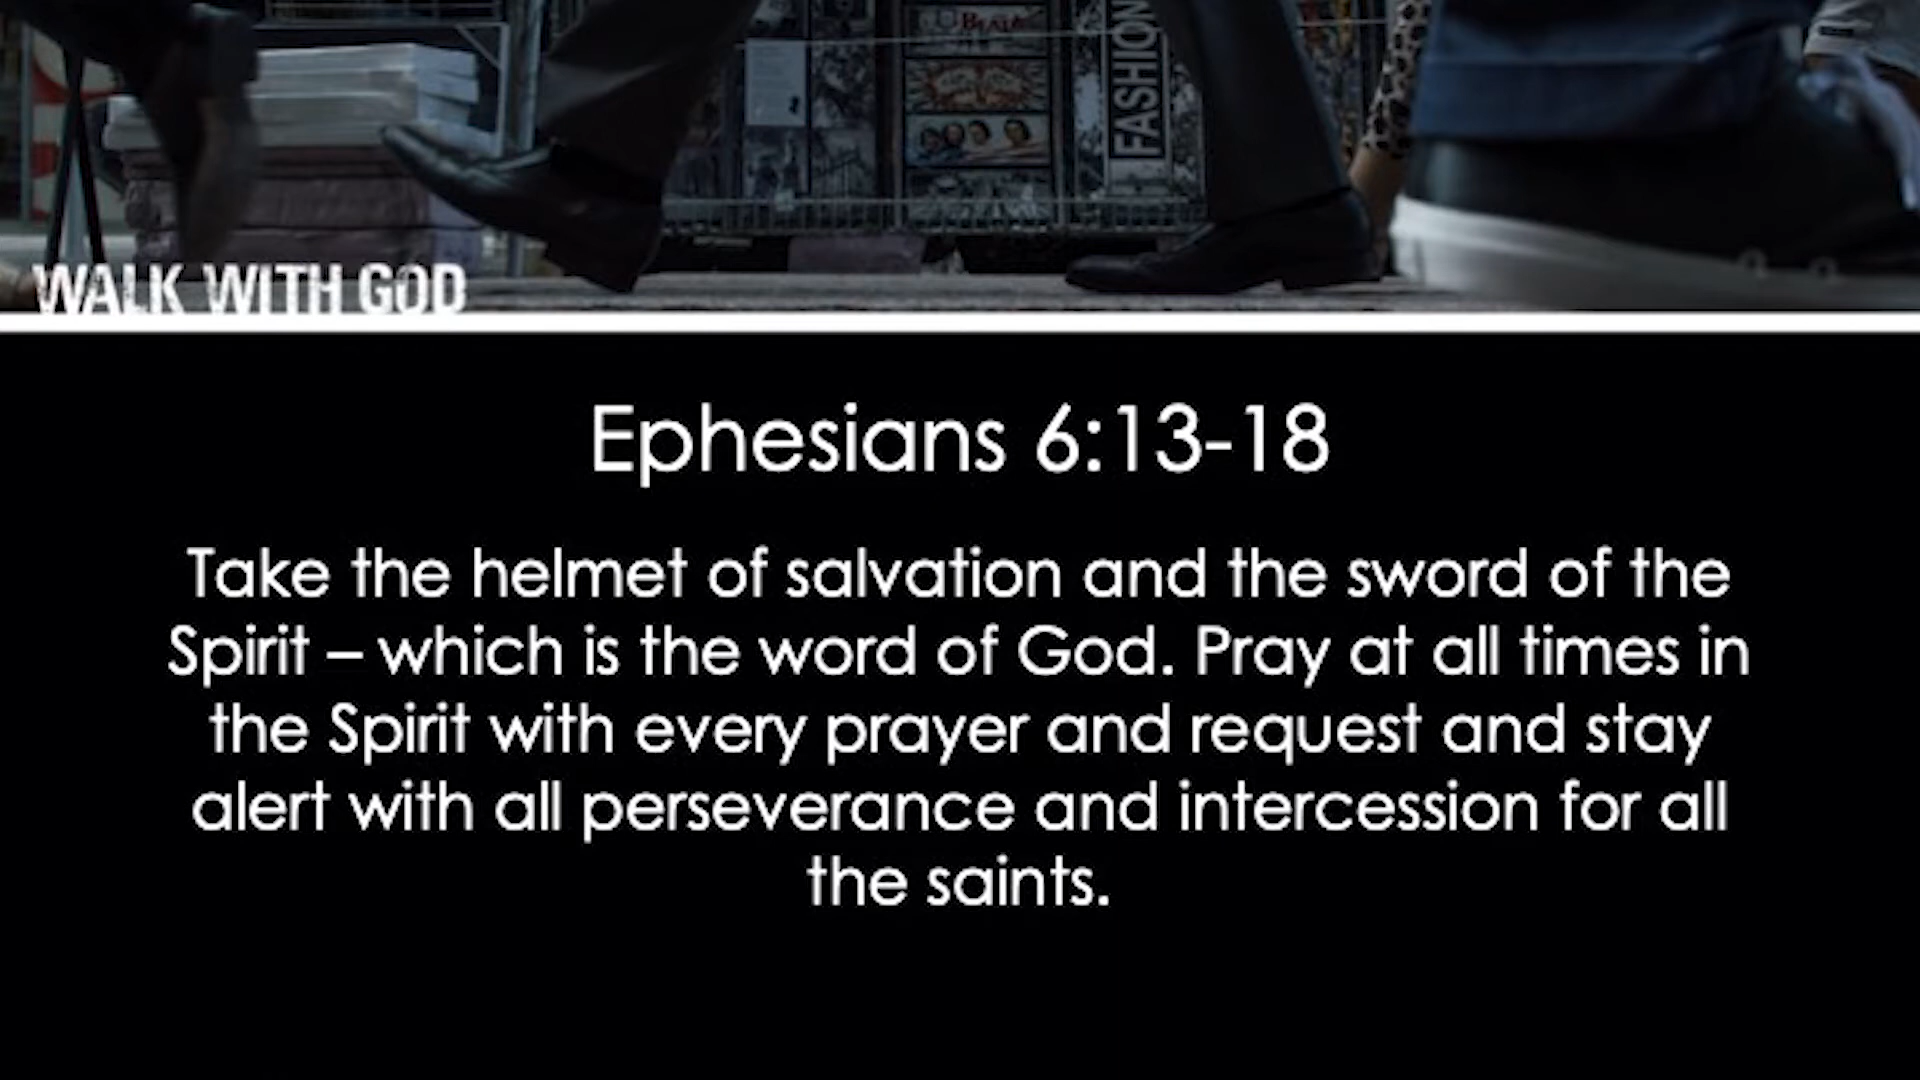 FASHION
WALK WITH GOD
Ephesians 6:13-18
Take the helmet of salvation and the sword of the
Spirit – which is the word of God. Pray at all times in
the Spirit with every prayer and request and stay
alert with all perseverance and intercession for all
the saints.